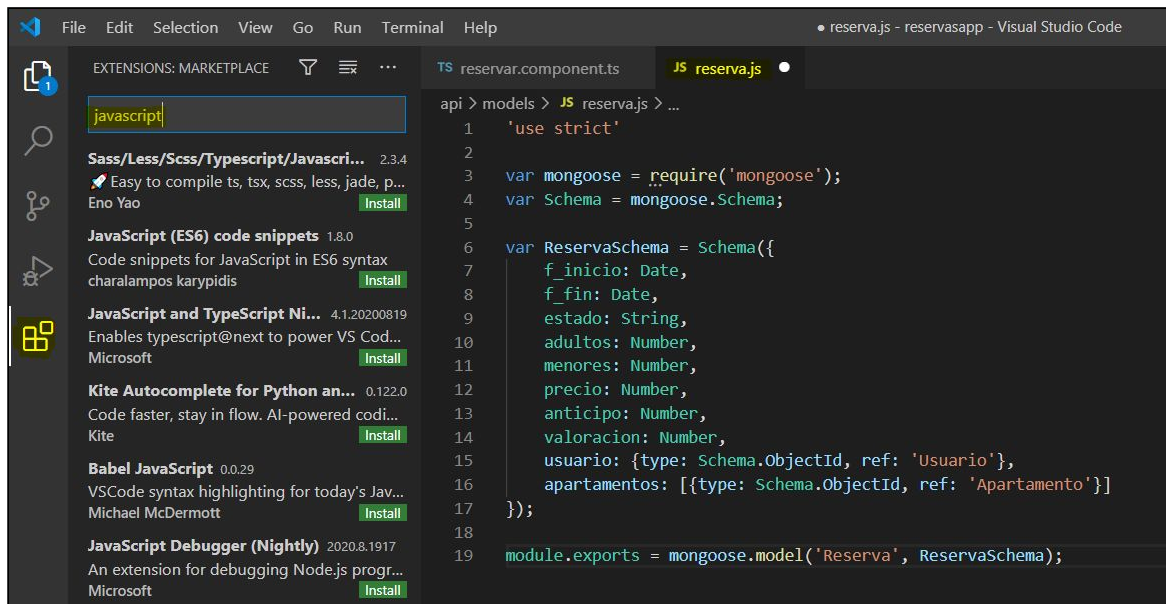 File Edit Selection View Go Run Terminal Help
● reserva.js - reservasapp - Visual Studio Code
1
EXTENSIONS: MARKETPLACE
javascript
Sass/Less/Scss/Typescript/Javascri... 2.3.4
🚀Easy to compile ts, tsx, scss, less, jade, p...
Eno Yao Install
JavaScript (ES6) code snippets 1.8.0
Code snippets for JavaScript in ES6 syntax
charalampos karypidis Install
JavaScript and TypeScript Ni... 4.1.20200819
Enables typescript@next to power VS Cod...
Microsoft Install
Kite Autocomplete for Python an... 0.122.0
Code faster, stay in flow. AI-powered codi...
Kite Install
Babel JavaScript 0.0.29
VSCode syntax highlighting for today's Jav...
Michael McDermott Install
JavaScript Debugger (Nightly) 2020.8.1917
An extension for debugging Node.js progr...
Microsoft Install
TS reservar.component.ts JS reserva.js ●
api > models > JS reserva.js > ...
1 'use strict'
2
3 var mongoose = require('mongoose');
4 var Schema = mongoose.Schema;
5
6 var ReservaSchema = Schema({
7 f_inicio: Date,
8 f_fin: Date,
9 estado: String,
10 adultos: Number,
11 menores: Number,
12 precio: Number,
13 anticipo: Number,
14 valoracion: Number,
15 usuario: {type: Schema.ObjectId, ref: 'Usuario'},
16 apartamentos: [{type: Schema.ObjectId, ref: 'Apartamento'}]
17 });
18
19 module.exports = mongoose.model('Reserva', ReservaSchema);